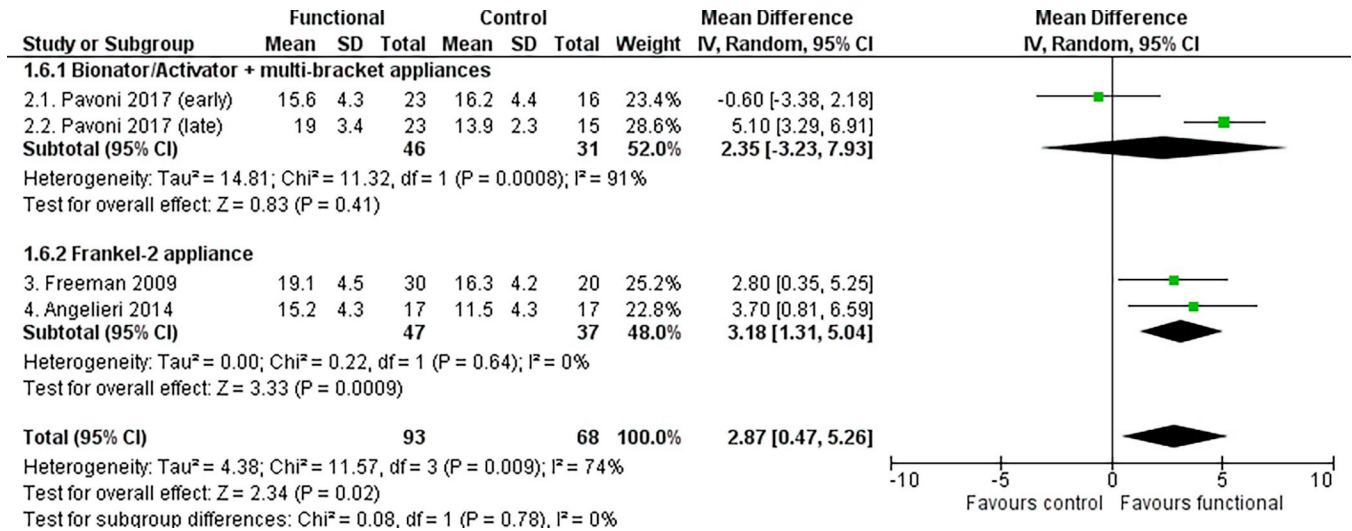 Functional Control Mean Difference Mean Difference
Study or Subgroup Mean SD Total Mean SD Total Weight IV, Random, 95% CI IV, Random, 95% CI
1.6.1 Bionator/Activator + multi-bracket appliances
2.1. Pavoni 2017 (early) 15.6 4.3 23 16.2 4.4 16 23.4% -0.60 [-3.38, 2.18]
2.2. Pavoni 2017 (late) 19 3.4 23 13.9 2.3 15 28.6% 5.10 [3.29, 6.91]
Subtotal (95% CI) 46 31 52.0% 2.35 [-3.23, 7.93]
Heterogeneity: Tau² = 14.81; Chi² = 11.32, df = 1 (P = 0.0008); I² = 91%
Test for overall effect: Z = 0.83 (P = 0.41)
1.6.2 Frankel-2 appliance
3. Freeman 2009 19.1 4.5 30 16.3 4.2 20 25.2% 2.80 [0.35, 5.25]
4. Angelieri 2014 15.2 4.3 17 11.5 4.3 17 22.8% 3.70 [0.81, 6.59]
Subtotal (95% CI) 47 37 48.0% 3.18 [1.31, 5.04]
Heterogeneity: Tau² = 0.00; Chi² = 0.22, df = 1 (P = 0.64); I² = 0%
Test for overall effect: Z = 3.33 (P = 0.0009)
Total (95% CI) 93 68 100.0% 2.87 [0.47, 5.26]
Heterogeneity: Tau² = 4.38; Chi² = 11.57, df = 3 (P = 0.009); I² = 74%
Test for overall effect: Z = 2.34 (P = 0.02)
Test for subgroup differences: Chi² = 0.08, df = 1 (P = 0.78), I² = 0%
-10 -5 0 5 10
Favours control Favours functional